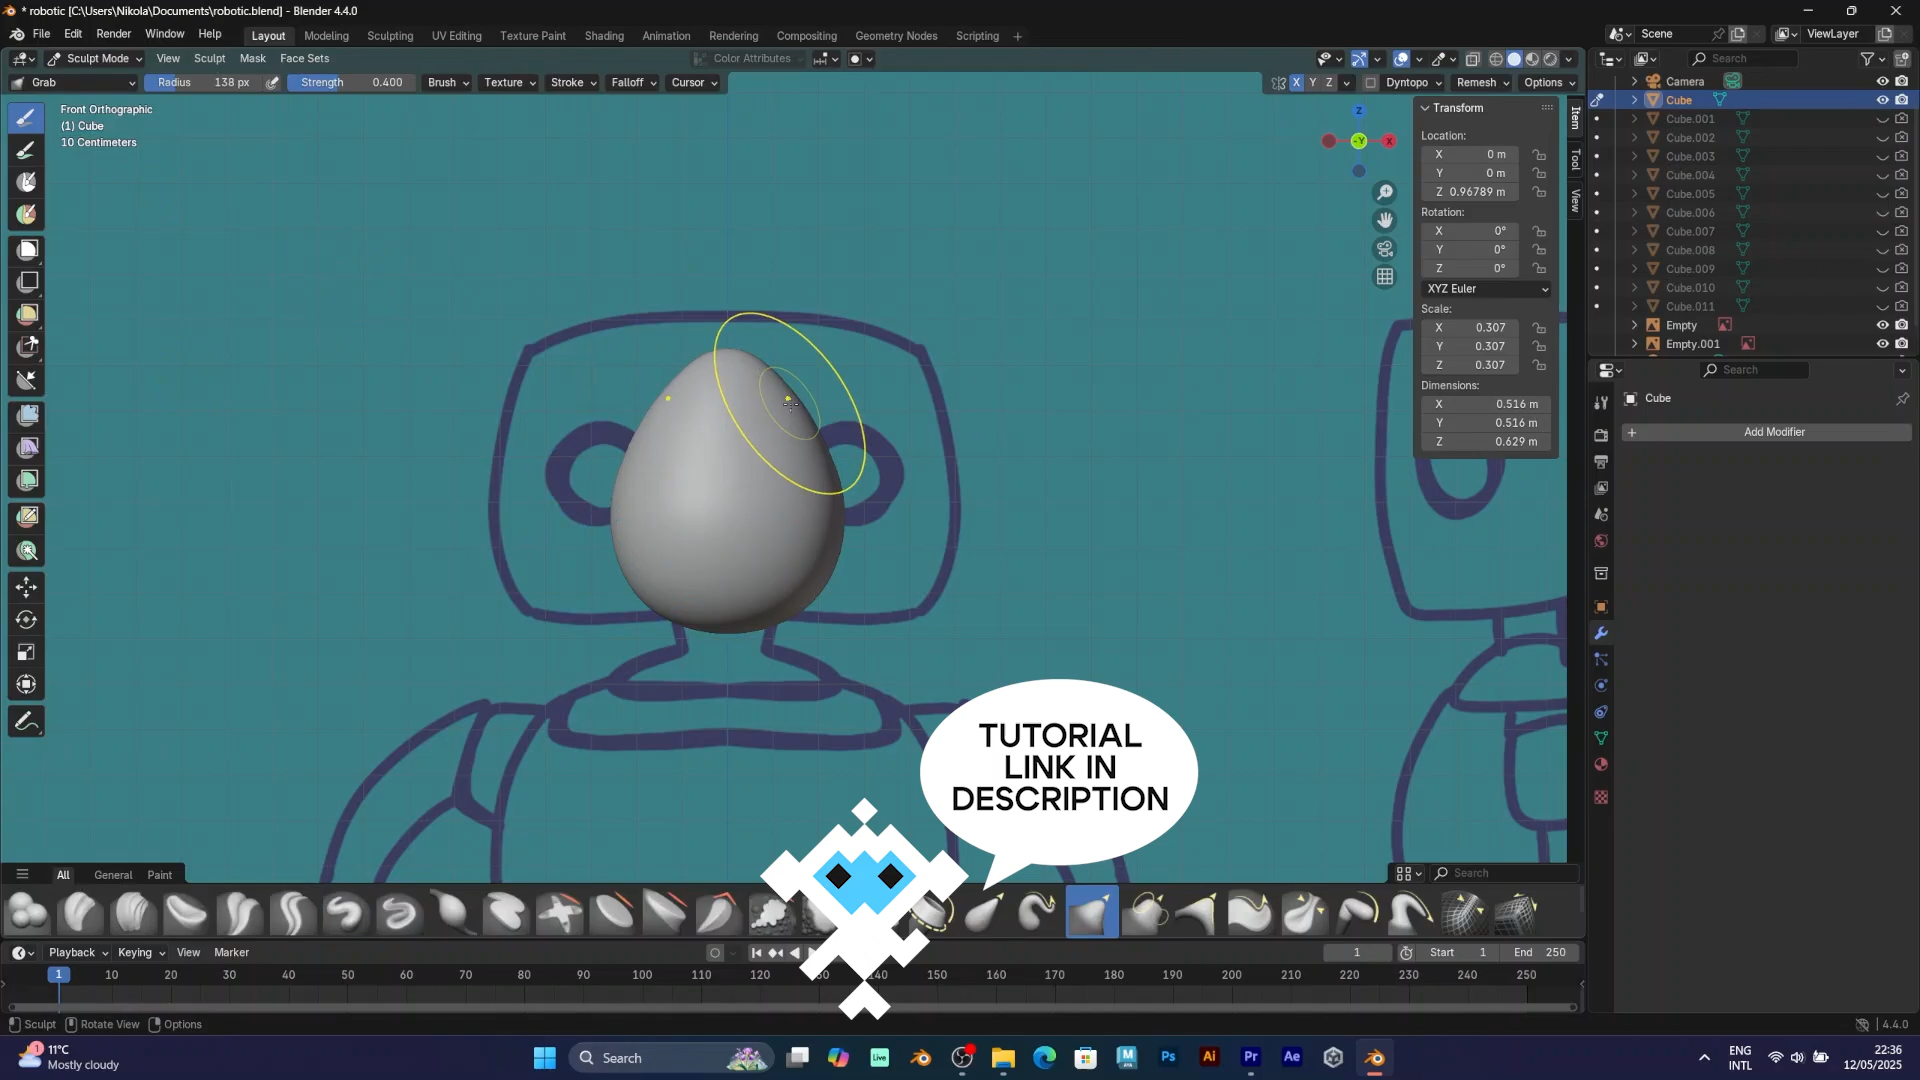 * robotic [C:\Users\Nikola\Documents\robotic.blend] - Blender 4.4.0
File Edit Render Window Help Layout Modeling Sculpting UV Editing Texture Paint Shading Animation Rendering Compositing Geometry Nodes Scripting + Scene ViewLayer
Sculpt Mode View Sculpt Mask Face Sets Color Attributes Search
Grab Radius 138 px Strength 0.400 Brush Texture Stroke Falloff Cursor X Y Z Dyntopo Remesh Options
Front Orthographic
(1) Cube
10 Centimeters
Z
-Y
X
Transform
Location:
X 0 m
Y 0 m
Z 0.96789 m
Rotation:
X 0°
Y 0°
Z 0°
XYZ Euler
Scale:
X 0.307
Y 0.307
Z 0.307
Dimensions:
X 0.516 m
Y 0.516 m
Z 0.629 m
Item
Tool
View
Camera
Cube
Cube.001
Cube.002
Cube.003
Cube.004
Cube.005
Cube.006
Cube.007
Cube.008
Cube.009
Cube.010
Cube.011
Empty
Empty.001
Search
Cube
+ Add Modifier
TUTORIAL
LINK IN
DESCRIPTION
All General Paint Search
Playback Keying View Marker 1 Start 1 End 250
1 10 20 30 40 50 60 70 80 90 100 110 120 130 140 150 160 170 180 190 200 210 220 230 240 250
Sculpt Rotate View Options 4.4.0
1
11°C
Mostly cloudy
Search
Live
M
Ps
Ai
Pr
Ae
ENG
INTL
22:36
12/05/2025